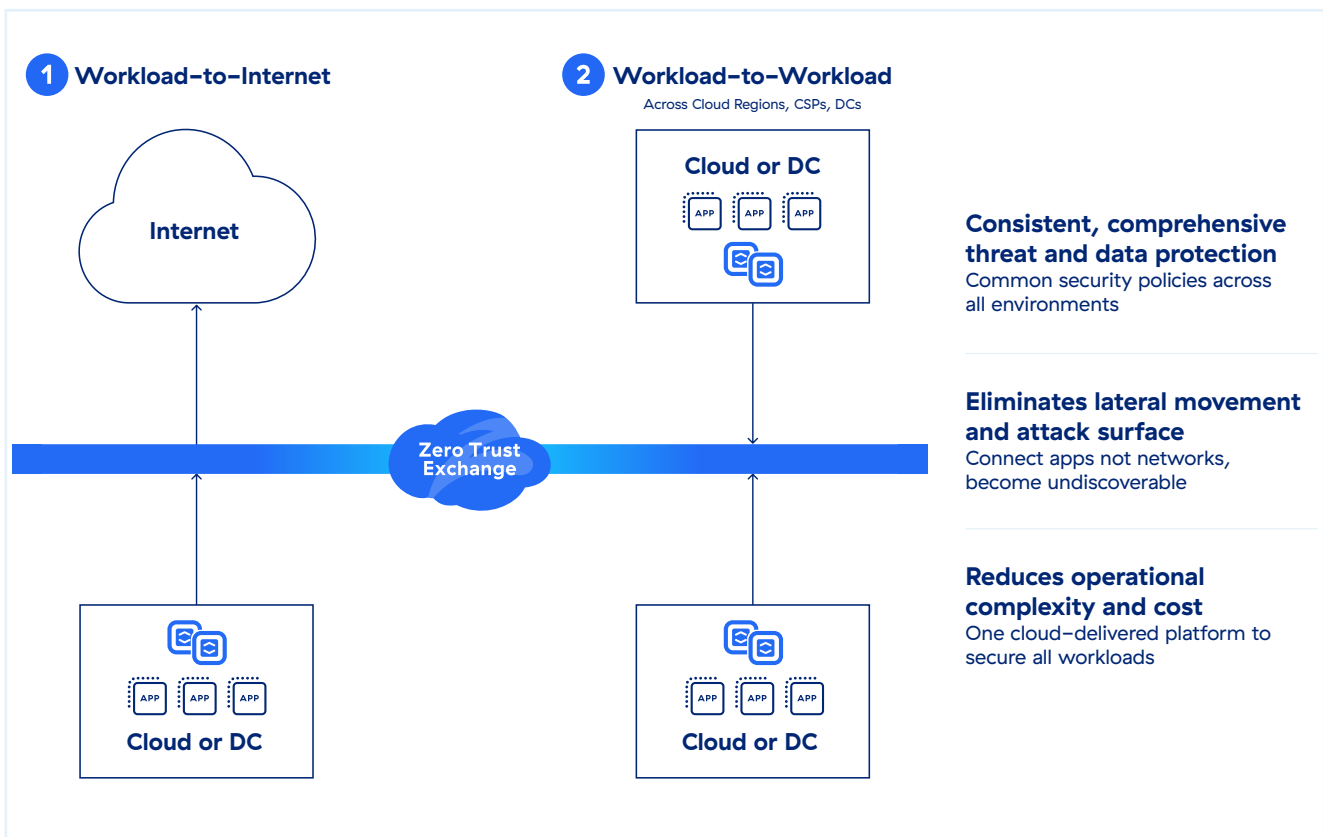 1 Workload-to-Internet
Internet
2 Workload-to-Workload
Across Cloud Regions, CSPs, DCs
Cloud or DC
APP APP APP
Zero Trust
Exchange
APP APP APP
Cloud or DC
APP APP APP
Cloud or DC
Consistent, comprehensive
threat and data protection
Common security policies across
all environments
Eliminates lateral movement
and attack surface
Connect apps not networks,
become undiscoverable
Reduces operational
complexity and cost
One cloud-delivered platform to
secure all workloads